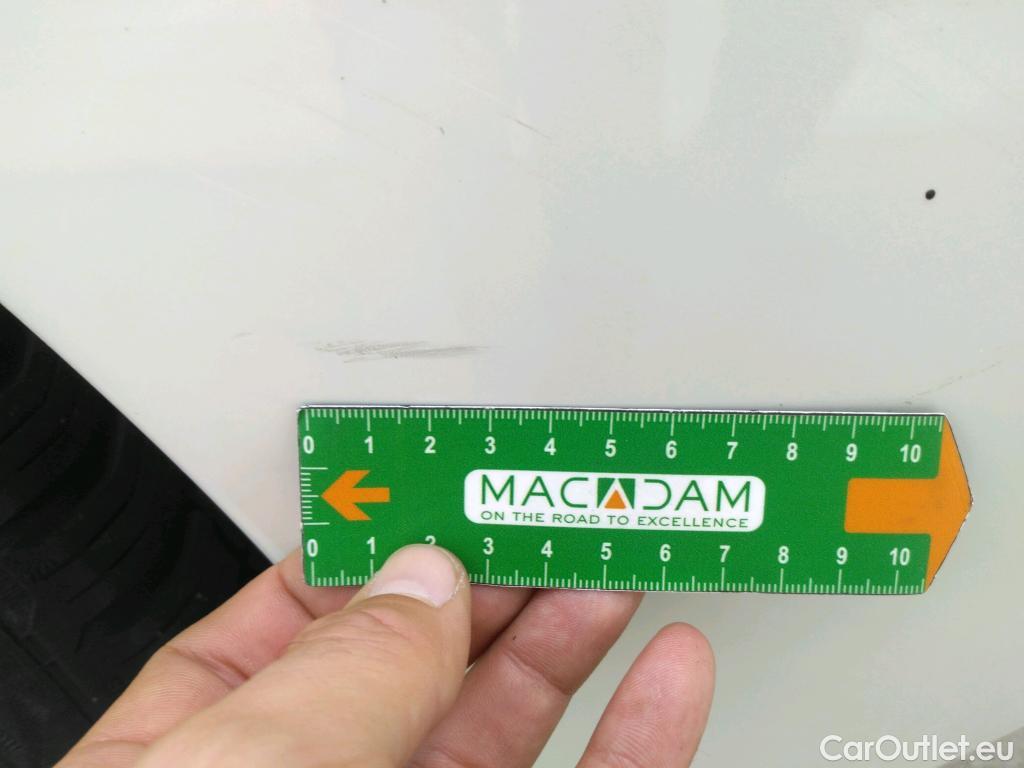 0 1 2 3 4 5 6 7 8 9 10
MACADAM
ON THE ROAD TO EXCELLENCE
0 1 2 3 4 5 6 7 8 9 10
CarOutlet.eu